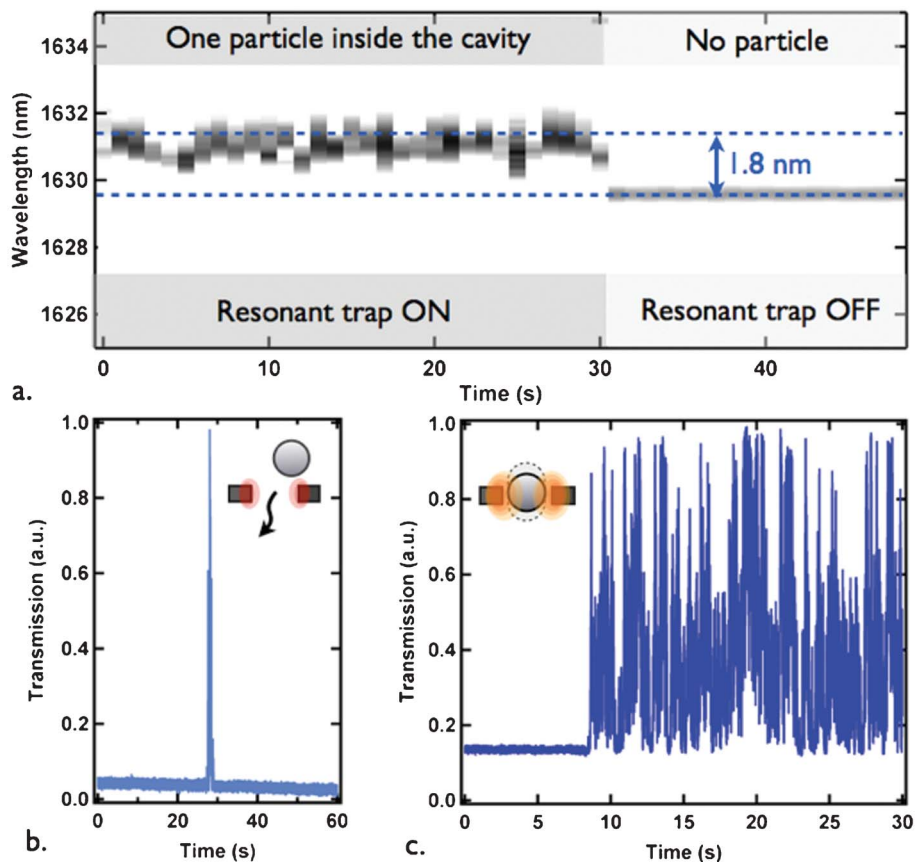 One particle inside the cavity No particle
1634
1632
1630
1628
1626
Wavelength (nm)
1.8 nm
Resonant trap ON Resonant trap OFF
0 10 20 30 40
Time (s)
a.
1.0
0.8
0.6
0.4
0.2
0.0
Transmission (a.u.)
0 20 40 60
Time (s)
b.
1.0
0.8
0.6
0.4
0.2
0.0
Transmission (a.u.)
0 5 10 15 20 25 30
Time (s)
c.